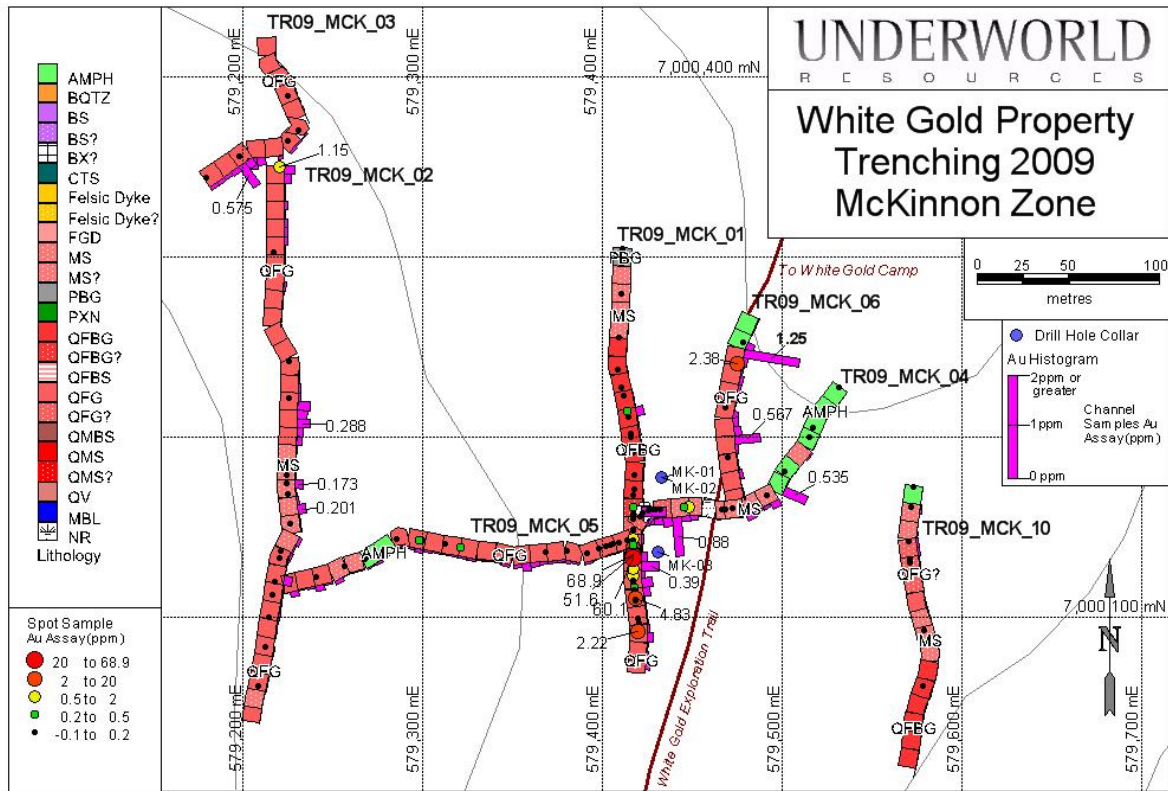 UNDERWORLD
RESOURCES
White Gold Property
Trenching 2009
McKinnon Zone
0 25 50 100
metres
Drill Hole Collar
Au Histogram
2ppm or
greater
1 ppm
0 ppm
Channel
Samples Au
Assay(ppm)
AMPH
BQTZ
BS
BS?
BX?
CTS
Felsic Dyke
Felsic Dyke?
FGD
MS
MS?
PBG
PXN
QFBG
QFBG?
QFBS
QFG
QFG?
QMBS
QMS
QMS?
QV
MBL
NR
Lithology
Spot Sample
Au Assay(ppm)
20 to 68.9
2 to 20
0.5 to 2
0.2 to 0.5
-0.1 to 0.2
579,200 mE
579,300 mE
579,400 mE
7,000,400 mN
TR09_MCK_03
QFG
1.15
TR09_MCK_02
0.575
QFG
0.288
MS
0.173
0.201
QFG
TR09_MCK_01
PBG
MS
QFBG
MK-01
MK-02
MK-03
0.88
0.39
68.9
51.6
60.1
4.83
2.22
QFG
To White Gold Camp
TR09_MCK_06
1.25
2.38
QFG
0.567
TR09_MCK_04
AMPH
0.535
MS
TR09_MCK_05
AMPH
QFG
TR09_MCK_10
QFG?
MS
QFBG
White Gold Exploration Trail
7,000,100 mN
N
579,200 mE
579,300 mE
579,400 mE
579,500 mE
579,600 mE
579,700 mE